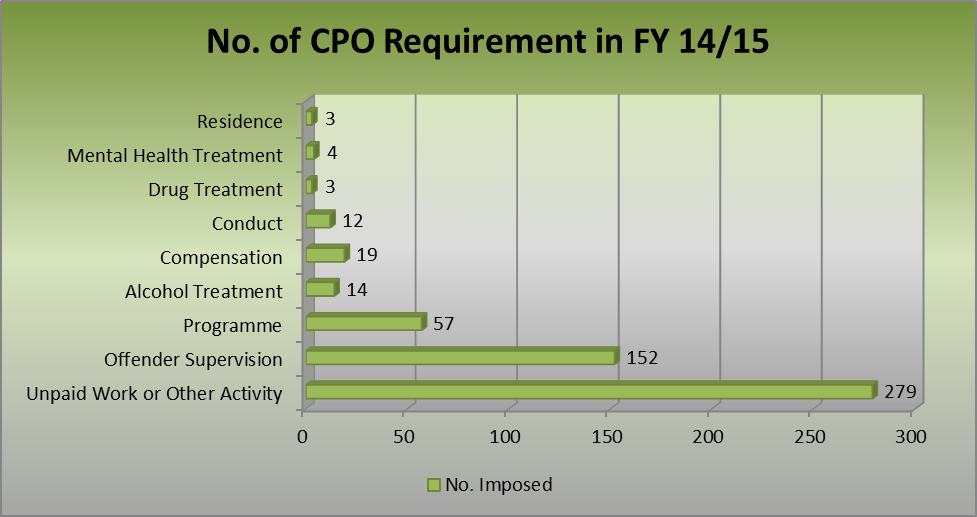 No. of CPO Requirement in FY 14/15
Residence 3
Mental Health Treatment 4
Drug Treatment 3
Conduct 12
Compensation 19
Alcohol Treatment 14
Programme 57
Offender Supervision 152
Unpaid Work or Other Activity 279
0 50 100 150 200 250 300
No. Imposed